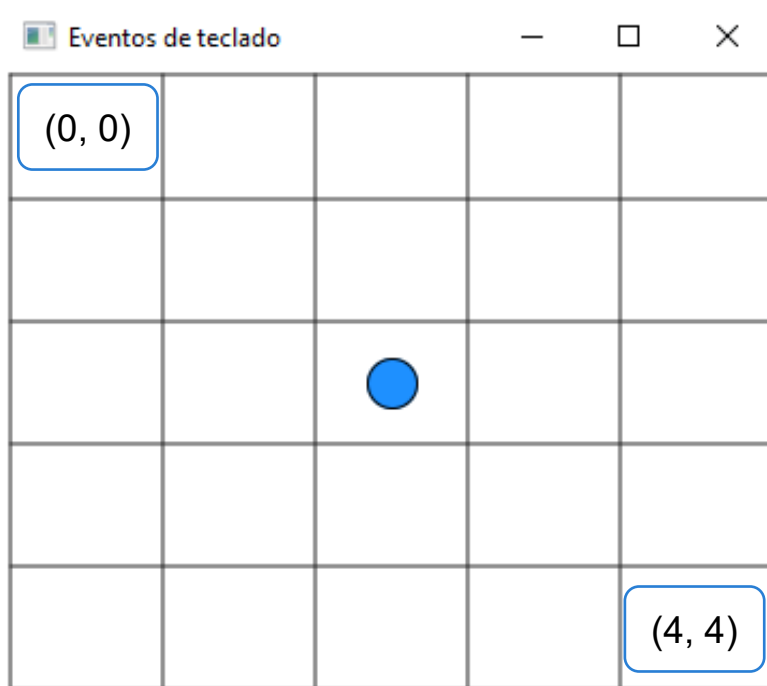 Eventos de teclado
(0, 0)
(4, 4)